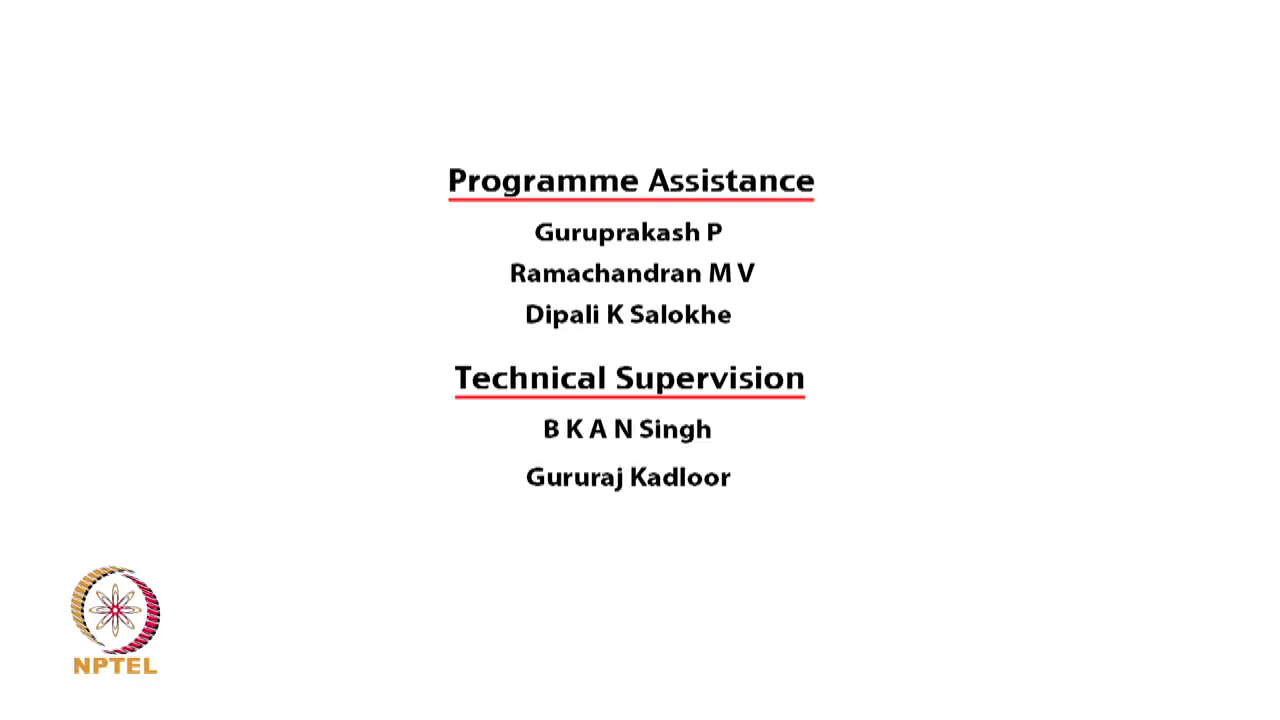 Programme Assistance
Guruprakash P
Ramachandran M V
Dipali K Salokhe
Technical Supervision
B K A N Singh
Gururaj Kadloor
NPTEL